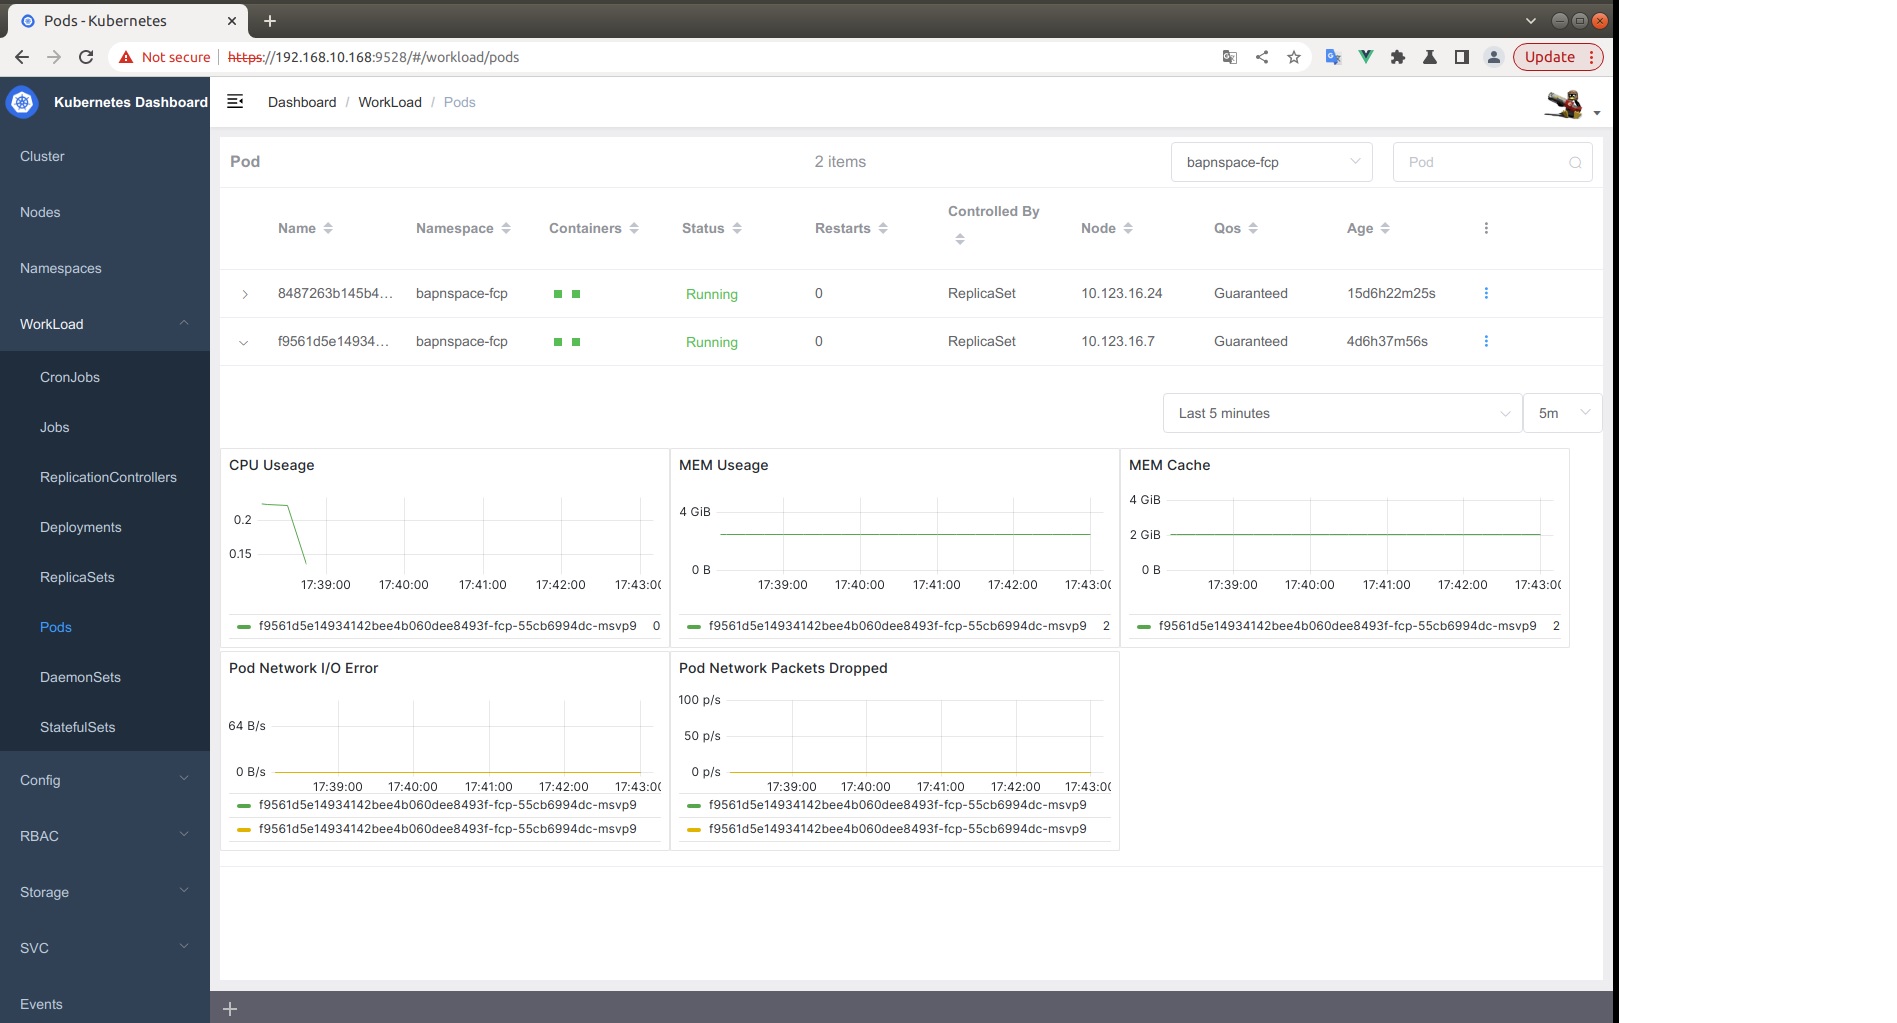 Pods - Kubernetes
Not secure https://192.168.10.168:9528/#/workload/pods
Update
Kubernetes Dashboard
Dashboard / WorkLoad / Pods
Cluster
Nodes
Namespaces
WorkLoad
CronJobs
Jobs
ReplicationControllers
Deployments
ReplicaSets
Pods
DaemonSets
StatefulSets
Config
RBAC
Storage
SVC
Events
Pod 2 items bapnspace-fcp Pod
Name Namespace Containers Status Restarts Controlled By Node Qos Age
8487263b145b4... bapnspace-fcp Running 0 ReplicaSet 10.123.16.24 Guaranteed 15d6h22m25s
f9561d5e14934... bapnspace-fcp Running 0 ReplicaSet 10.123.16.7 Guaranteed 4d6h37m56s
Last 5 minutes 5m
CPU Useage
0.2
0.15
17:39:00 17:40:00 17:41:00 17:42:00 17:43:00
f9561d5e14934142bee4b060dee8493f-fcp-55cb6994dc-msvp9 0
MEM Useage
4 GiB
0 B
17:39:00 17:40:00 17:41:00 17:42:00 17:43:00
f9561d5e14934142bee4b060dee8493f-fcp-55cb6994dc-msvp9 2
MEM Cache
4 GiB
2 GiB
0 B
17:39:00 17:40:00 17:41:00 17:42:00 17:43:00
f9561d5e14934142bee4b060dee8493f-fcp-55cb6994dc-msvp9 2
Pod Network I/O Error
64 B/s
0 B/s
17:39:00 17:40:00 17:41:00 17:42:00 17:43:00
f9561d5e14934142bee4b060dee8493f-fcp-55cb6994dc-msvp9
f9561d5e14934142bee4b060dee8493f-fcp-55cb6994dc-msvp9
Pod Network Packets Dropped
100 p/s
50 p/s
0 p/s
17:39:00 17:40:00 17:41:00 17:42:00 17:43:00
f9561d5e14934142bee4b060dee8493f-fcp-55cb6994dc-msvp9
f9561d5e14934142bee4b060dee8493f-fcp-55cb6994dc-msvp9